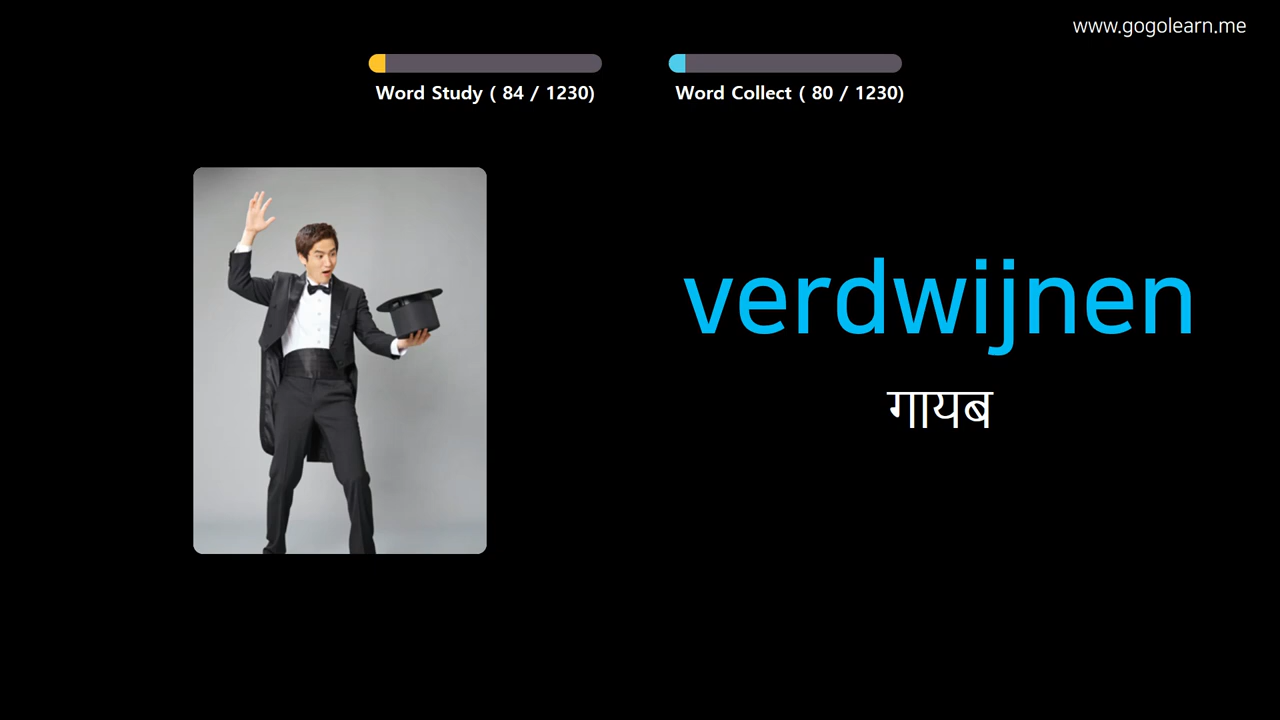 www.gogolearn.me
Word Study ( 84 / 1230)
Word Collect ( 80 / 1230)
verdwijnen
गायब